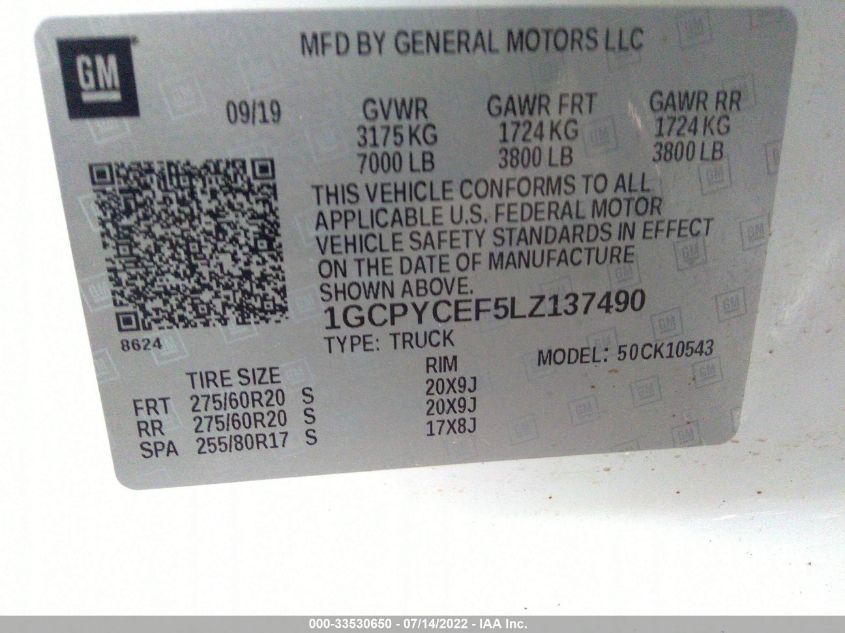 GM
MFD BY GENERAL MOTORS LLC
09/19 GVWR GAWR FRT GAWR RR
3175 KG 1724 KG 1724 KG
7000 LB 3800 LB 3800 LB
THIS VEHICLE CONFORMS TO ALL
APPLICABLE U.S. FEDERAL MOTOR
VEHICLE SAFETY STANDARDS IN EFFECT
ON THE DATE OF MANUFACTURE
SHOWN ABOVE.
1GCPYCEF5LZ137490
8624
TYPE: TRUCK MODEL: 50CK10543
TIRE SIZE RIM
FRT 275/60R20 S 20X9J
RR 275/60R20 S 20X9J
SPA 255/80R17 S 17X8J
000-33530650 - 07/14/2022 - IAA Inc.